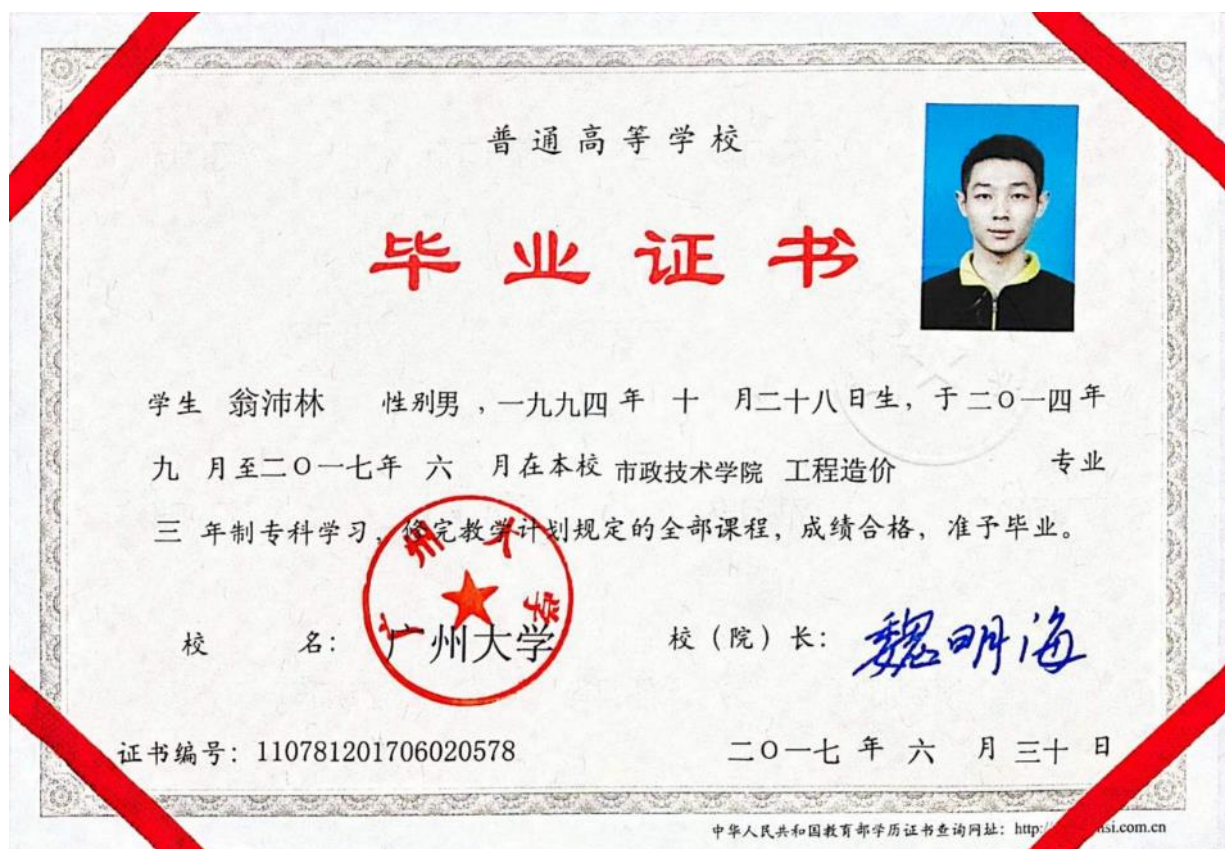 普通高等学校
毕业证书
学生 翁沛林 性别男，一九九四 年 十 月二十八日生，于二〇一四年
九 月至二〇一七年 六 月在本校 市政技术学院 工程造价 专业
三 年制专科学习，修完教学计划规定的全部课程，成绩合格，准予毕业。
广州大学
校 名：广州大学 校（院）长：魏明海
证书编号：110781201706020578 二〇一七 年 六 月 三十 日
中华人民共和国教育部学历证书查询网址：http:/ si.com.cn